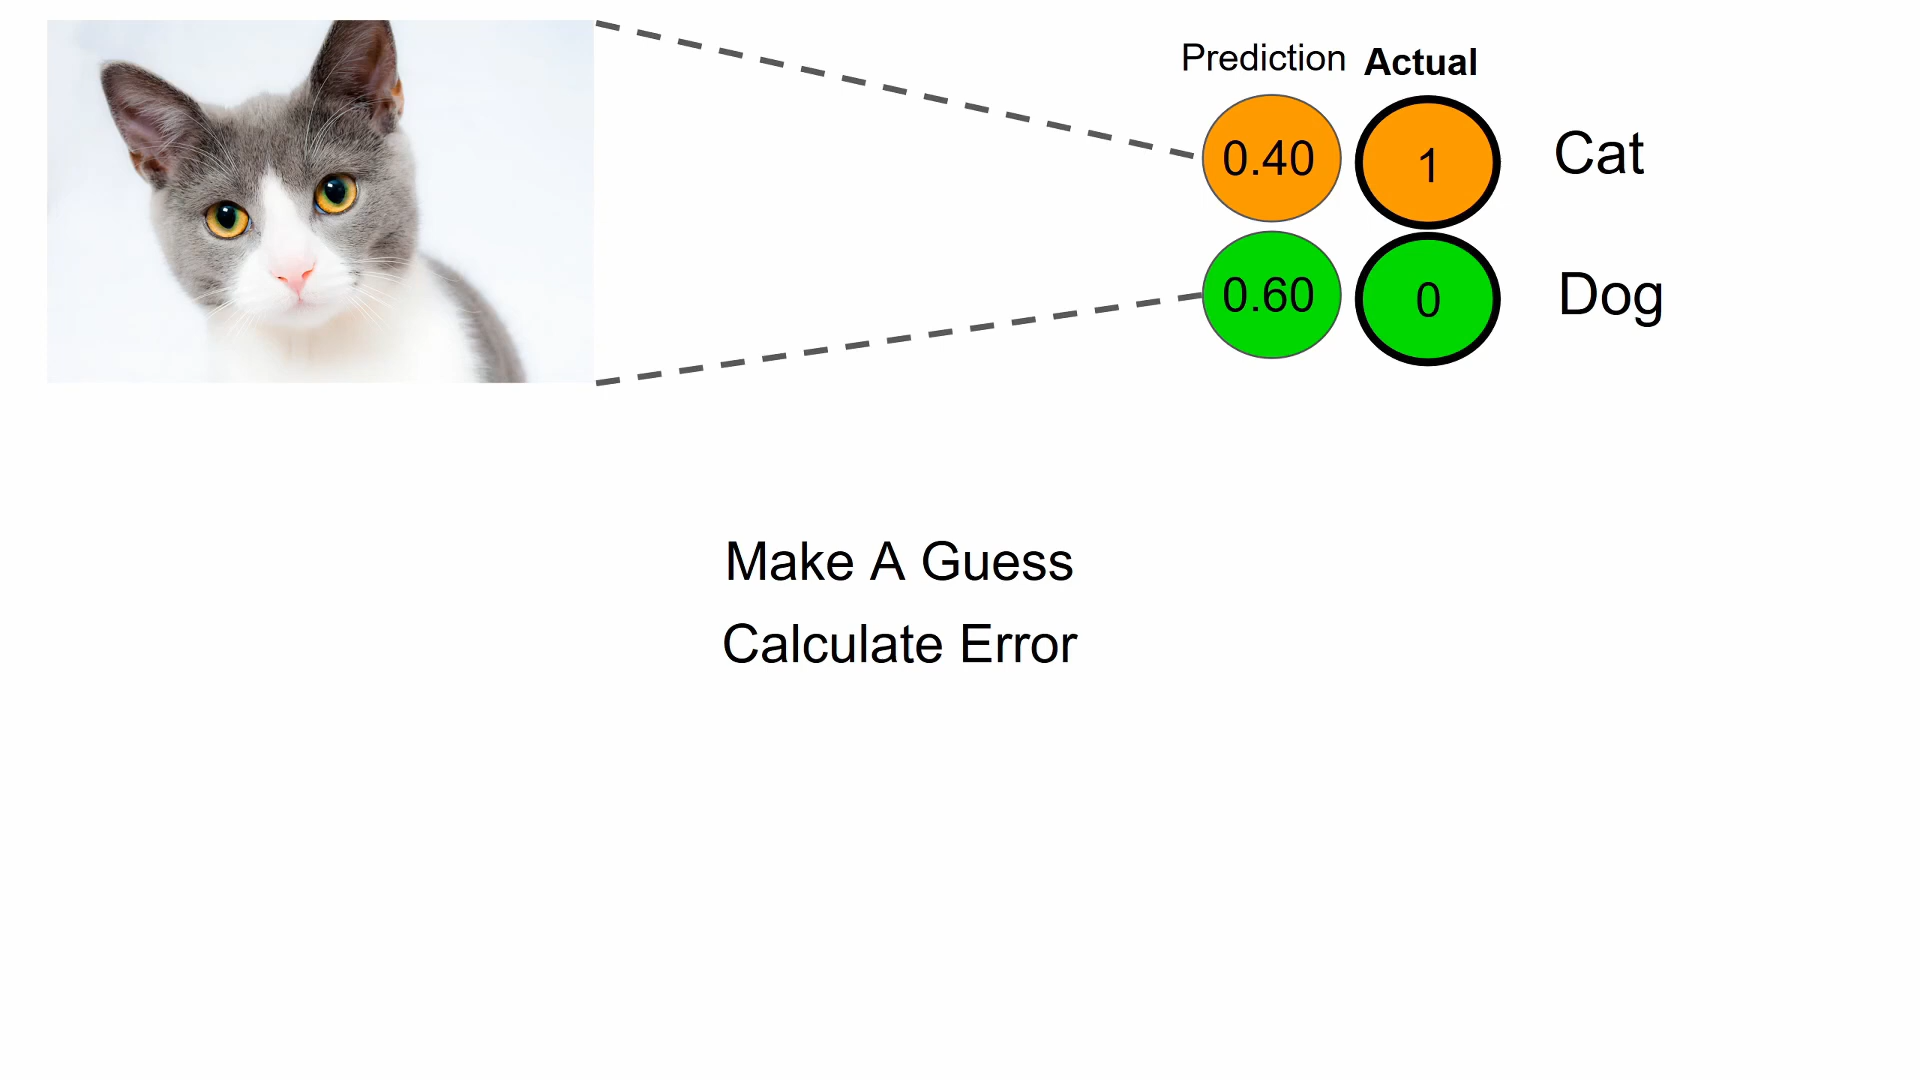 Prediction Actual
0.40 1 Cat
0.60 0 Dog
Make A Guess
Calculate Error